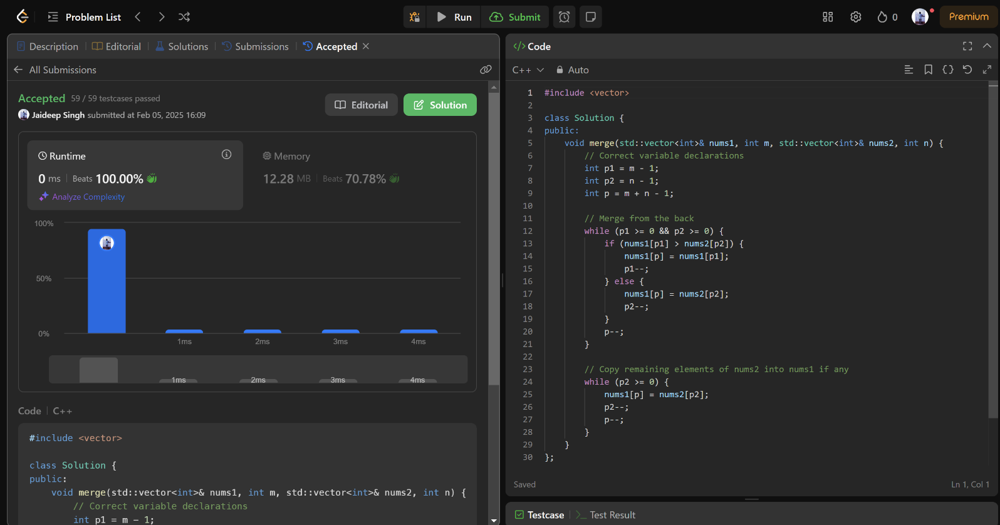 Problem List
Run
Submit
0
Premium
Description
Editorial
Solutions
Submissions
Accepted
All Submissions
Accepted 59 / 59 testcases passed
Jaideep Singh submitted at Feb 05, 2025 16:09
Editorial
Solution
Runtime
0 ms Beats 100.00%
Analyze Complexity
Memory
12.28 MB Beats 70.78%
100%
50%
0%
1ms 2ms 3ms 4ms
1ms 2ms 3ms 4ms
Code C++
#include <vector>
class Solution {
public:
void merge(std::vector<int>& nums1, int m, std::vector<int>& nums2, int n) {
// Correct variable declarations
int p1 = m - 1;
</> Code
C++ Auto
1 #include <vector>
2
3 class Solution {
4 public:
5 void merge(std::vector<int>& nums1, int m, std::vector<int>& nums2, int n) {
6 // Correct variable declarations
7 int p1 = m - 1;
8 int p2 = n - 1;
9 int p = m + n - 1;
10
11 // Merge from the back
12 while (p1 >= 0 && p2 >= 0) {
13 if (nums1[p1] > nums2[p2]) {
14 nums1[p] = nums1[p1];
15 p1--;
16 } else {
17 nums1[p] = nums2[p2];
18 p2--;
19 }
20 p--;
21 }
22
23 // Copy remaining elements of nums2 into nums1 if any
24 while (p2 >= 0) {
25 nums1[p] = nums2[p2];
26 p2--;
27 p--;
28 }
29 }
30 };
Saved
Ln 1, Col 1
Testcase
Test Result